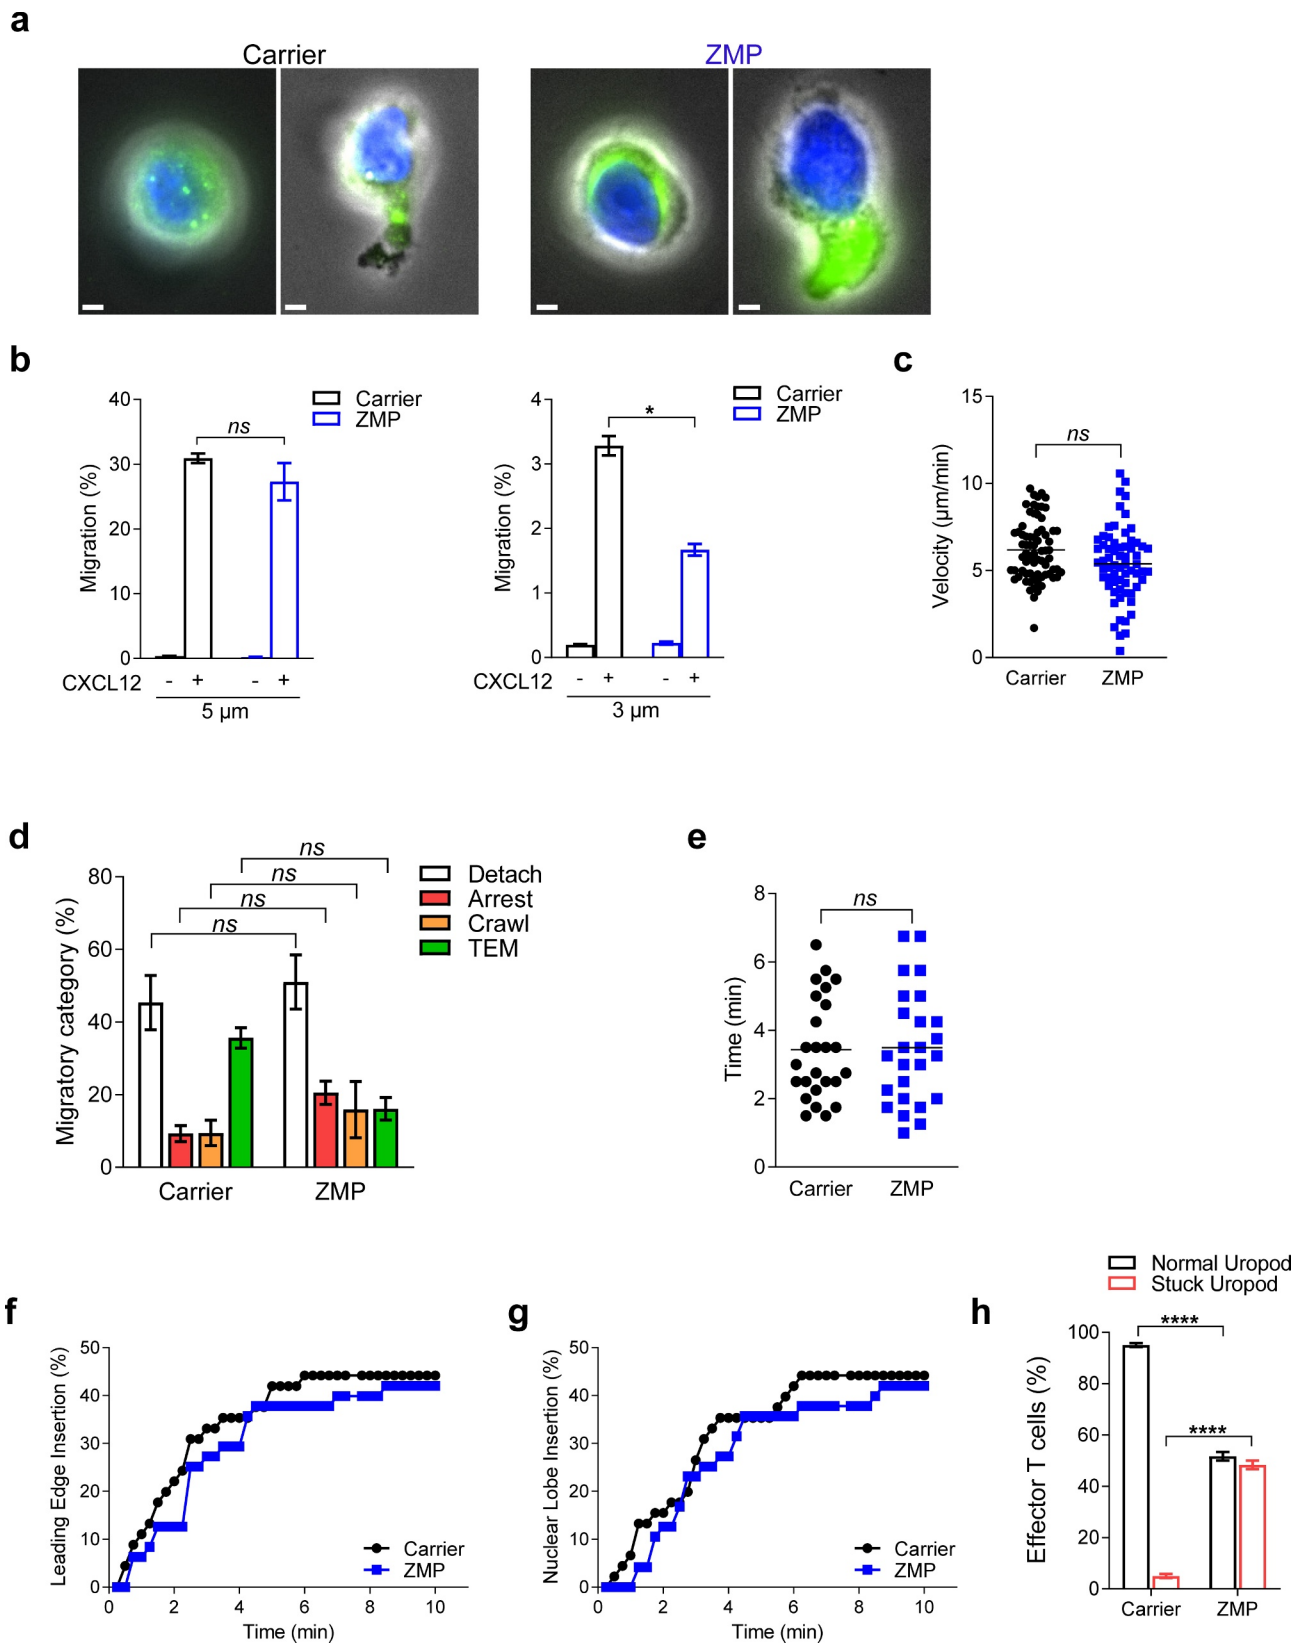 a
Carrier
ZMP
b
40
30
20
10
0
Migration (%)
ns
Carrier
ZMP
CXCL12
- + - +
5 µm
4
3
2
1
0
Migration (%)
*
Carrier
ZMP
CXCL12
- + - +
3 µm
c
15
10
5
0
Velocity (µm/min)
ns
Carrier ZMP
d
80
60
40
20
0
Migratory category (%)
ns
ns
ns
ns
Detach
Arrest
Crawl
TEM
Carrier ZMP
e
8
6
4
2
0
Time (min)
ns
Carrier ZMP
f
50
40
30
20
10
0
Leading Edge Insertion (%)
Carrier
ZMP
0 2 4 6 8 10
Time (min)
g
50
40
30
20
10
0
Nuclear Lobe Insertion (%)
Carrier
ZMP
0 2 4 6 8 10
Time (min)
h
Normal Uropod
Stuck Uropod
100
80
60
40
20
0
Effector T cells (%)
****
****
Carrier ZMP